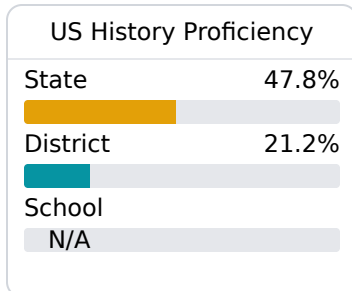 US History Proficiency
State 47.8%
District 21.2%
School
N/A